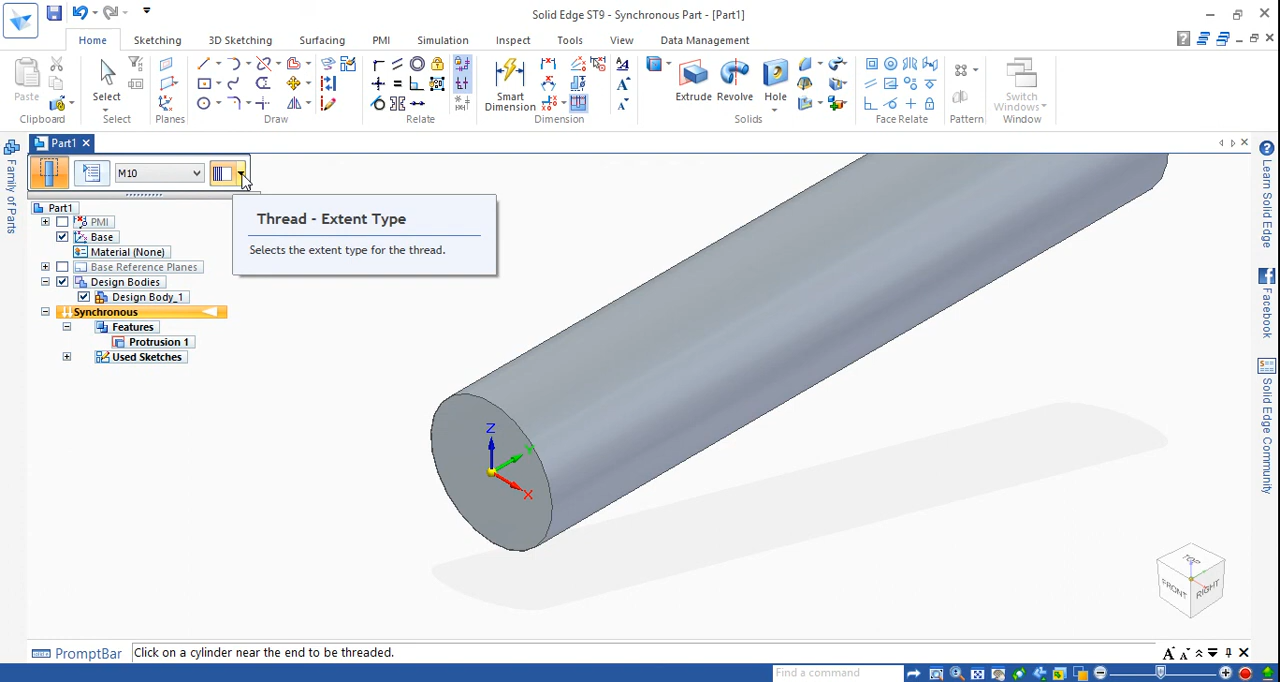 Solid Edge ST9 - Synchronous Part - [Part1]
Home Sketching 3D Sketching Surfacing PMI Simulation Inspect Tools View Data Management
Paste
Select
Smart
Dimension
Extrude Revolve Hole
Switch
Windows
Clipboard Select Planes Draw Relate Dimension Solids Face Relate Pattern Window
Part1
M10
Thread - Extent Type
Selects the extent type for the thread.
Part1
PMI
Base
Material (None)
Base Reference Planes
Design Bodies
Design Body_1
Synchronous
Features
Protrusion 1
Used Sketches
Family of Parts
Learn Solid Edge
Facebook
Solid Edge Community
Z
Y
X
TOP
FRONT
RIGHT
PromptBar Click on a cylinder near the end to be threaded.
Find a command